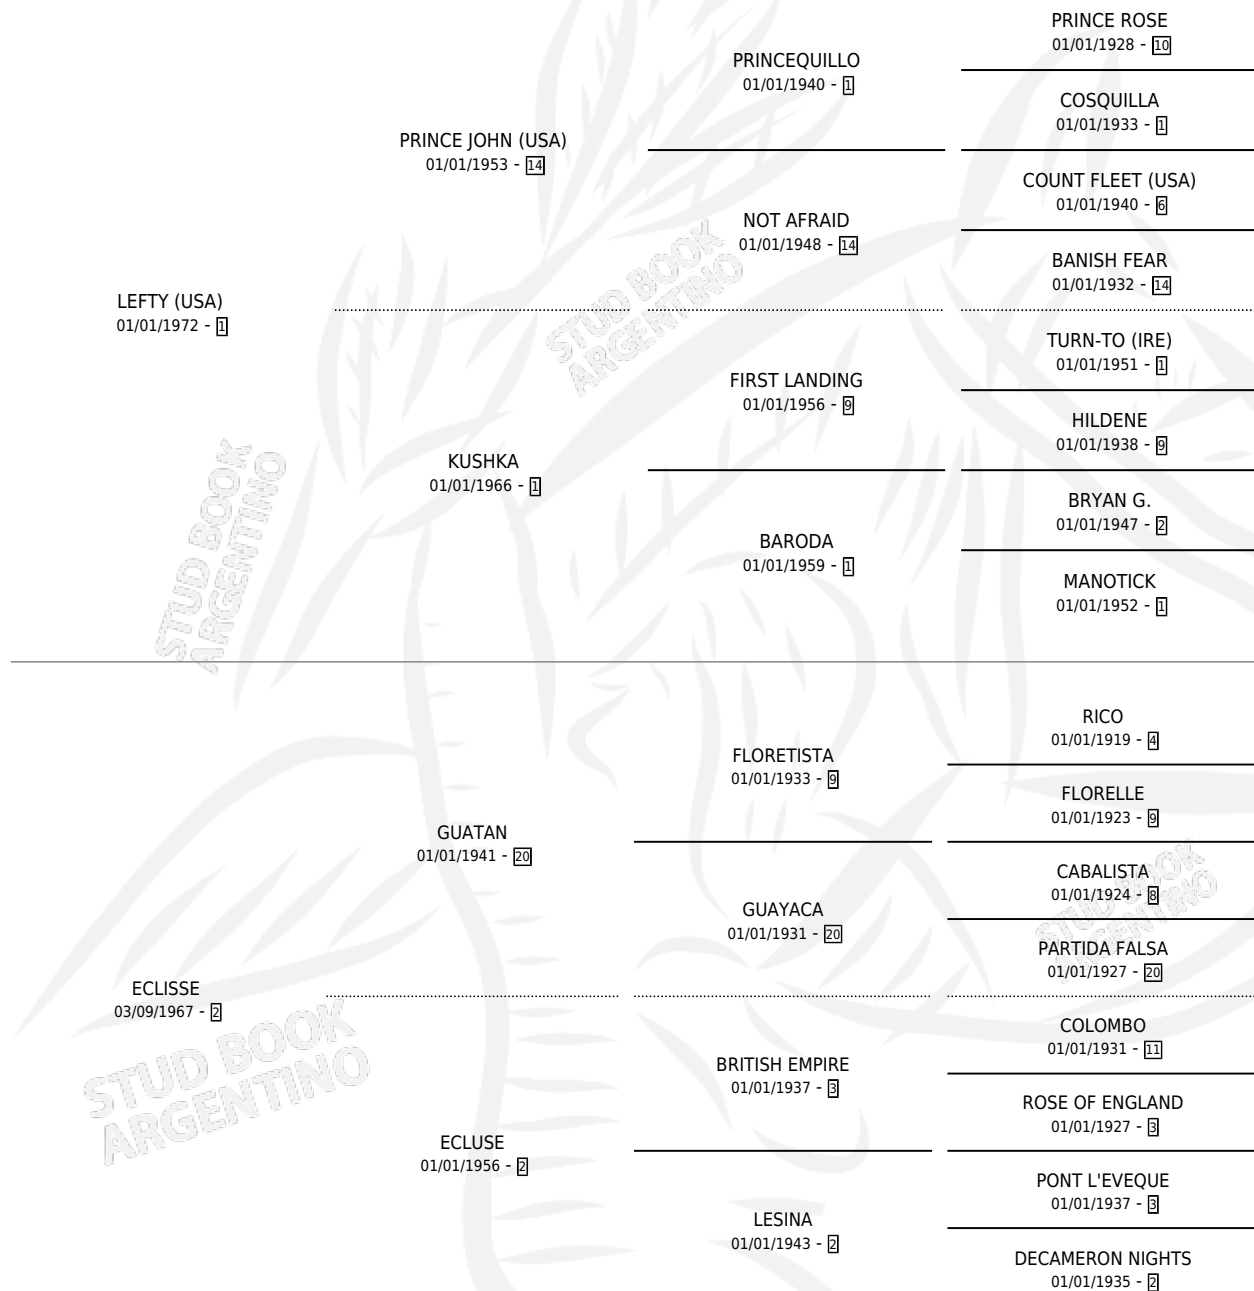 PRINCE ROSE
01/01/1928 - 10
PRINCEQUILLO
01/01/1940 - 1
COSQUILLA
01/01/1933 - 1
PRINCE JOHN (USA)
01/01/1953 - 14
COUNT FLEET (USA)
01/01/1940 - 6
NOT AFRAID
01/01/1948 - 14
BANISH FEAR
01/01/1932 - 14
LEFTY (USA)
01/01/1972 - 1
TURN-TO (IRE)
01/01/1951 - 1
FIRST LANDING
01/01/1956 - 9
HILDENE
01/01/1938 - 9
KUSHKA
01/01/1966 - 1
BRYAN G.
01/01/1947 - 2
BARODA
01/01/1959 - 1
MANOTICK
01/01/1952 - 1
RICO
01/01/1919 - 4
FLORETISTA
01/01/1933 - 9
FLORELLE
01/01/1923 - 9
GUATAN
01/01/1941 - 20
CABALISTA
01/01/1924 - 8
GUAYACA
01/01/1931 - 20
PARTIDA FALSA
01/01/1927 - 20
ECLISSE
03/09/1967 - 2
COLOMBO
01/01/1931 - 11
BRITISH EMPIRE
01/01/1937 - 3
ROSE OF ENGLAND
01/01/1927 - 3
ECLUSE
01/01/1956 - 2
PONT L'EVEQUE
01/01/1937 - 3
LESINA
01/01/1943 - 2
DECAMERON NIGHTS
01/01/1935 - 2
STUD BOOK
ARGENTINO
STUD BOOK
ARGENTINO
STUD BOOK
ARGENTINO
STUD BOOK
ARGENTINO